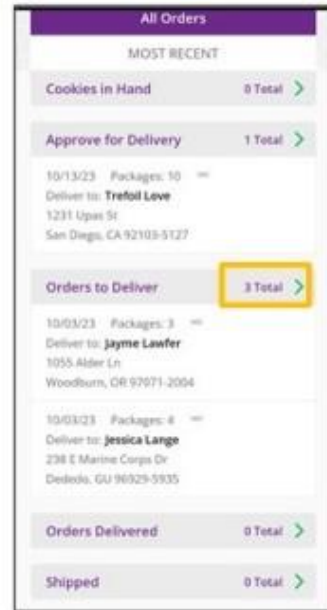 All Orders
MOST RECENT
Cookies in Hand 0 Total
Approve for Delivery 1 Total
10/13/23 Packages: 10
Deliver to: Trefoil Love
1231 Upas St
San Diego, CA 92103-5127
Orders to Deliver 3 Total
10/03/23 Packages: 3
Deliver to: Jayme Lawfer
1055 Alder Ln
Woodburn, OR 97071-2004
10/03/23 Packages: 4
Deliver to: Jessica Lange
238 E Marine Corps Dr
Dededo, GU 96929-5935
Orders Delivered 0 Total
Shipped 0 Total